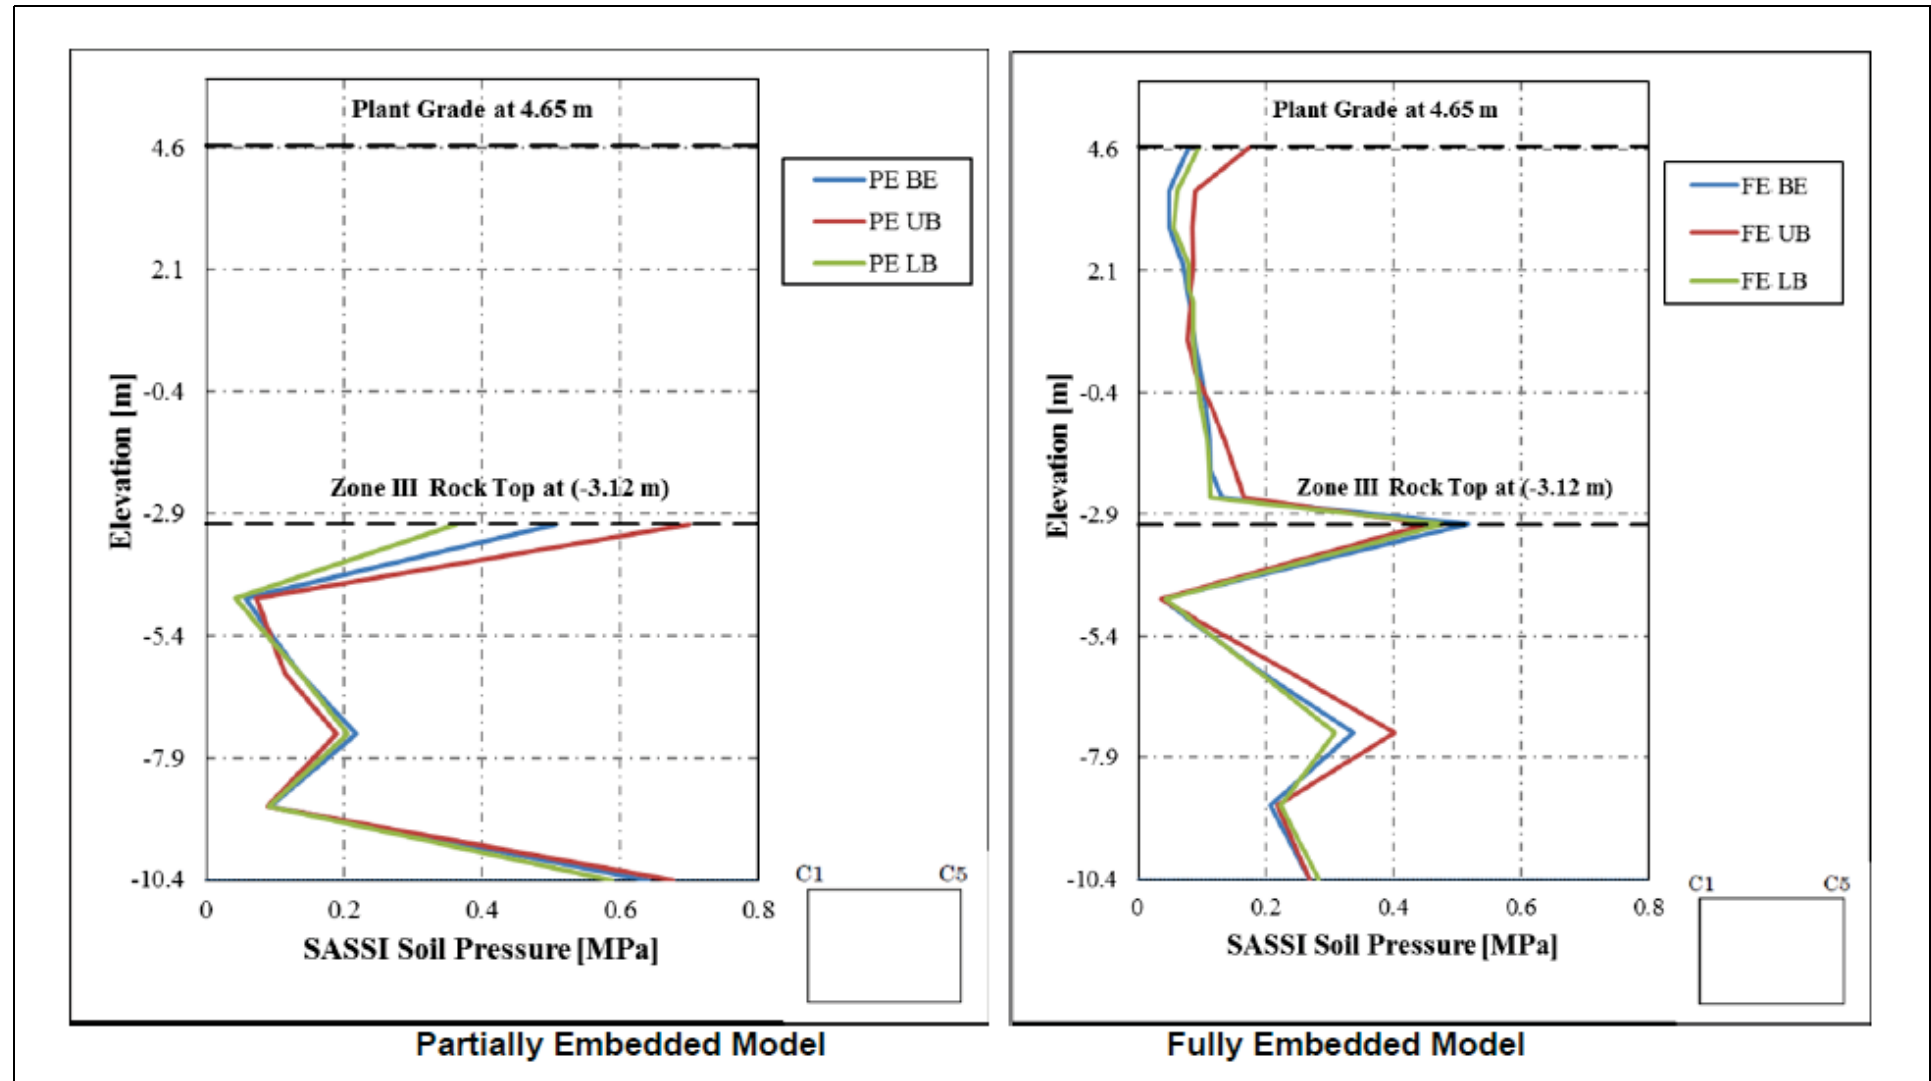 Plant Grade at 4.65 m
4.6
2.1
-0.4
-2.9
-5.4
-7.9
-10.4
Elevation [m]
Zone III Rock Top at (-3.12 m)
0 0.2 0.4 0.6 0.8
SASSI Soil Pressure [MPa]
PE BE
PE UB
PE LB
C1 C5
Partially Embedded Model
Plant Grade at 4.65 m
4.6
2.1
-0.4
-2.9
-5.4
-7.9
-10.4
Elevation [m]
Zone III Rock Top at (-3.12 m)
0 0.2 0.4 0.6 0.8
SASSI Soil Pressure [MPa]
FE BE
FE UB
FE LB
C1 C5
Fully Embedded Model